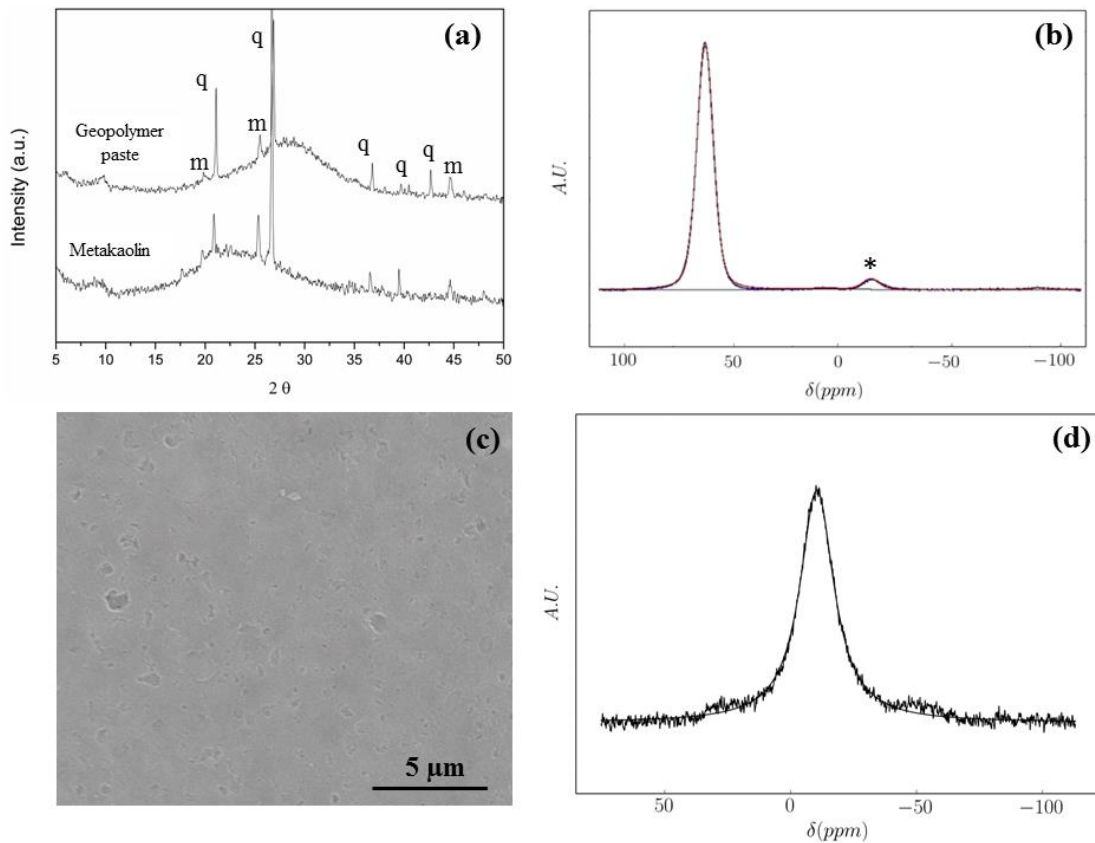 (a)
q
q
Geopolymer
paste
m
m
q
q
q
m
Metakaolin
Intensity (a.u.)
5 10 15 20 25 30 35 40 45 50
2 θ
(b)
A.U.
*
100 50 0 −50 −100
δ(ppm)
(c)
5 µm
(d)
A.U.
50 0 −50 −100
δ(ppm)